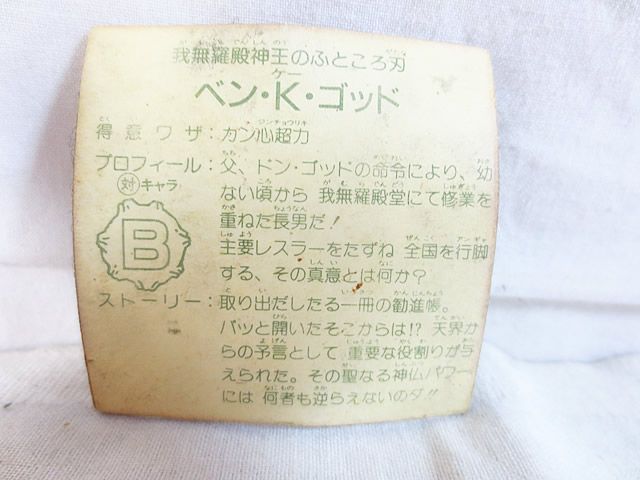 我無羅殿神王のふところ刃
ベン・K・ゴッド
得意ワザ：カン心超力
プロフィール：父、ドン・ゴッドの命令により、幼
対キャラ ない頃から 我無羅殿堂にて修業を
重ねた長男だ！
B
主要レスラーをたずね 全国を行脚
する、その真意とは何か？
ストーリー：取り出だしたる一冊の勧進帳。
バッと開いたそこからは!? 天界か
らの予言として 重要な役割りが与
えられた。その聖なる神仏パワー
には 何者も逆らえないのダ!!